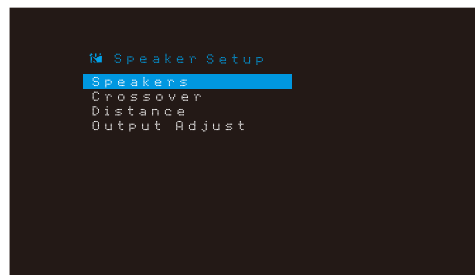 Speaker Setup
Speakers
Crossover
Distance
Output Adjust